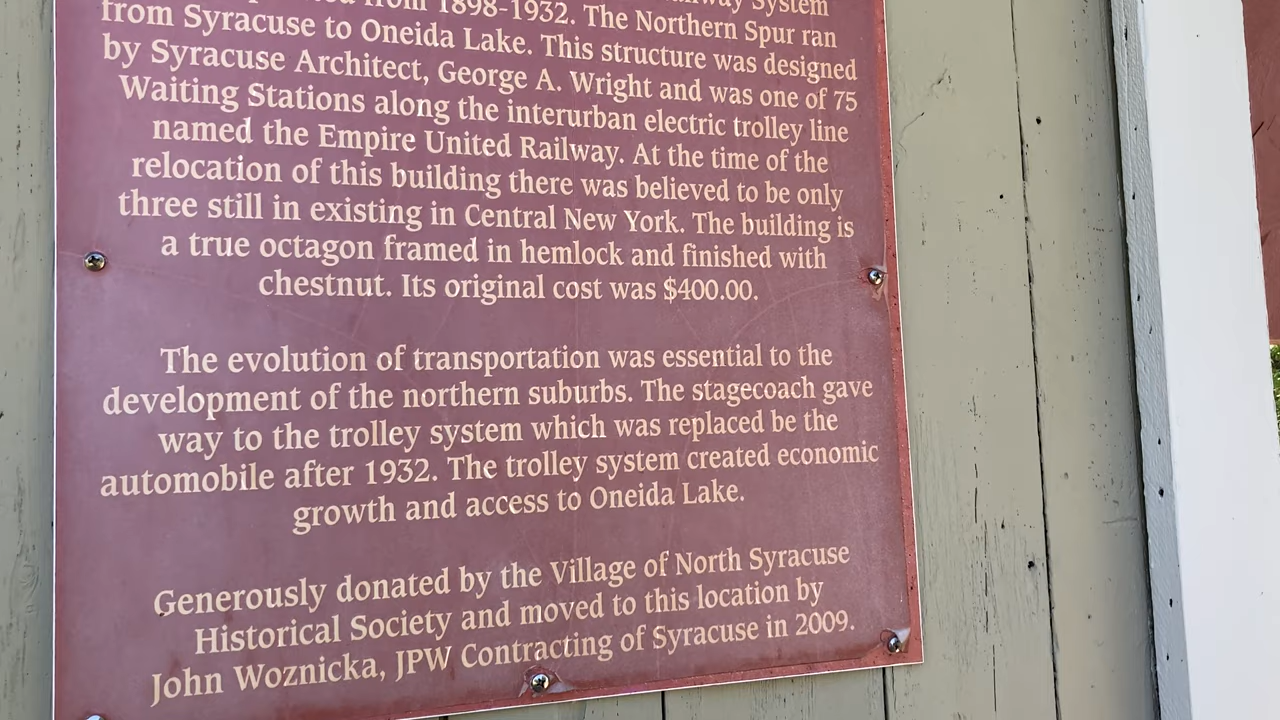 from 1898-1932. The Northern Spur ran
from Syracuse to Oneida Lake. This structure was designed
by Syracuse Architect, George A. Wright and was one of 75
Waiting Stations along the interurban electric trolley line
named the Empire United Railway. At the time of the
relocation of this building there was believed to be only
three still in existing in Central New York. The building is
a true octagon framed in hemlock and finished with
chestnut. Its original cost was $400.00.
The evolution of transportation was essential to the
development of the northern suburbs. The stagecoach gave
way to the trolley system which was replaced be the
automobile after 1932. The trolley system created economic
growth and access to Oneida Lake.
Generously donated by the Village of North Syracuse
Historical Society and moved to this location by
John Woznicka, JPW Contracting of Syracuse in 2009.